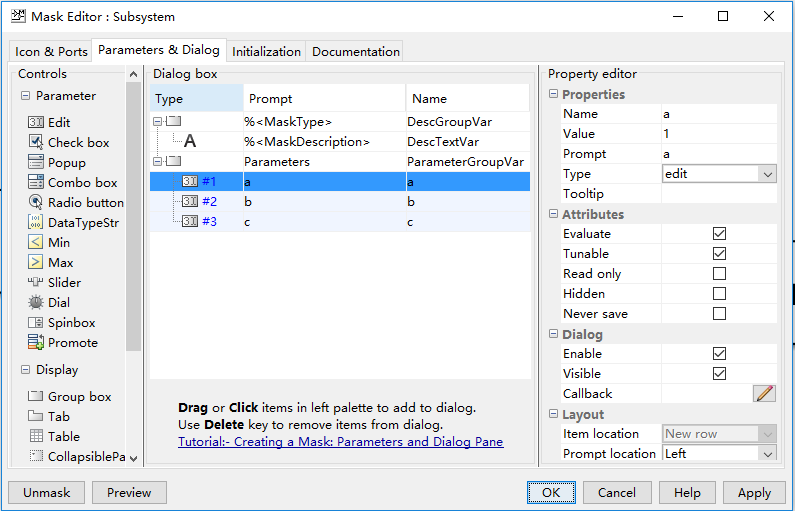 Mask Editor : Subsystem
Icon & Ports
Parameters & Dialog
Initialization
Documentation
Controls
Parameter
Edit
Check box
Popup
Combo box
Radio button
DataTypeStr
Min
Max
Slider
Dial
Spinbox
Promote
Display
Group box
Tab
Table
CollapsiblePa
Dialog box
Type Prompt Name
%<MaskType> DescGroupVar
A %<MaskDescription> DescTextVar
Parameters ParameterGroupVar
#1 a a
#2 b b
#3 c c
Drag or Click items in left palette to add to dialog.
Use Delete key to remove items from dialog.
Tutorial:- Creating a Mask: Parameters and Dialog Pane
Property editor
Properties
Name a
Value 1
Prompt a
Type edit
Tooltip
Attributes
Evaluate
Tunable
Read only
Hidden
Never save
Dialog
Enable
Visible
Callback
Layout
Item location New row
Prompt location Left
Unmask Preview OK Cancel Help Apply